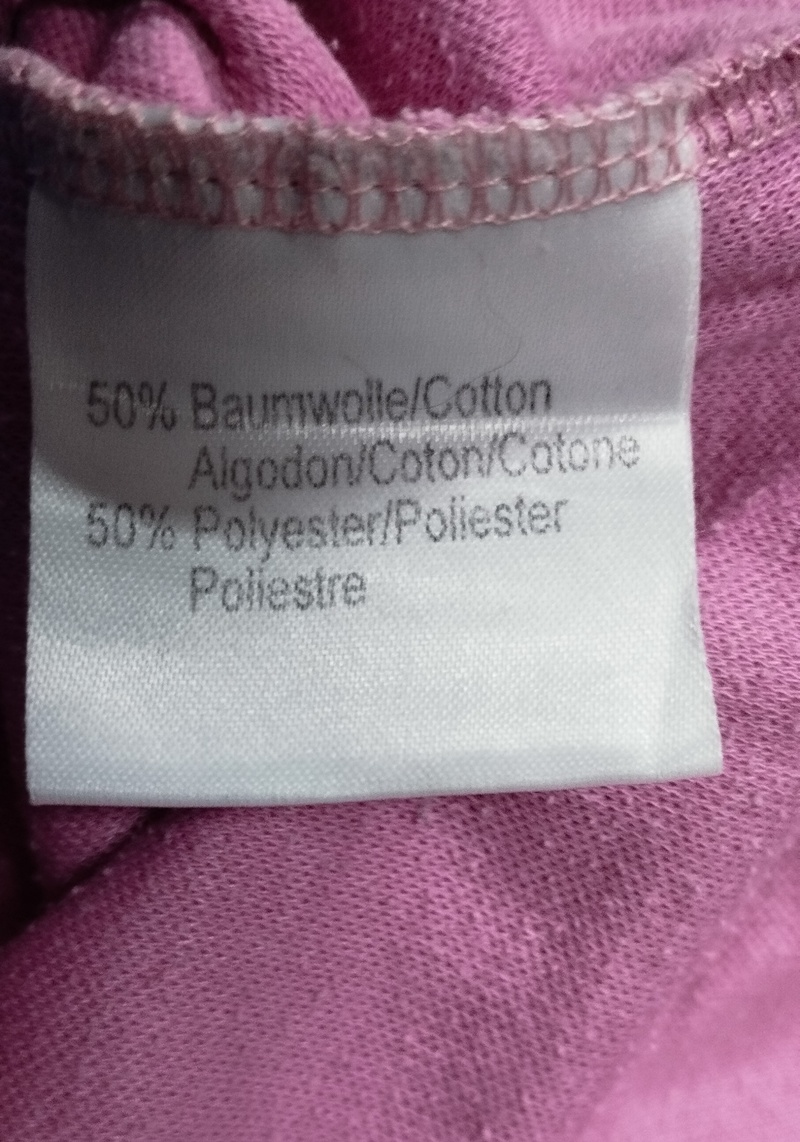 50% Baumwolle/Cotton
Algodon/Coton/Cotone
50% Polyester/Poliester
Poliestre